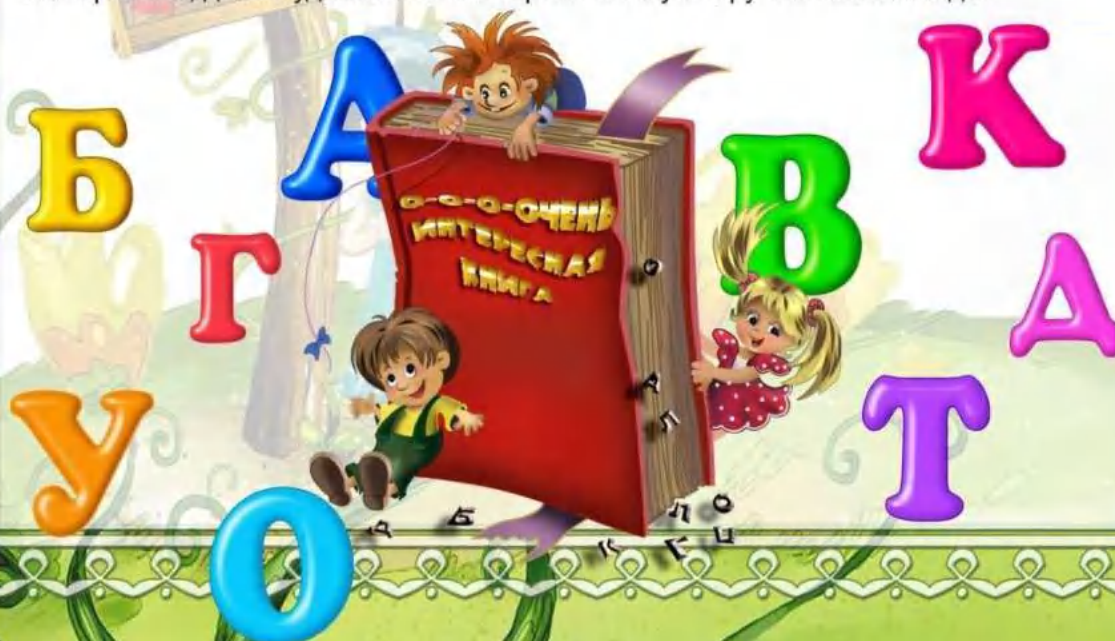 Б
А
К
В
Г
о-о-о-ОЧЕНЬ
ИНТЕРЕСНАЯ
КНИГА
О
А
Л
Д
У
Т
О
Б
К
Г
Л
О
Ц